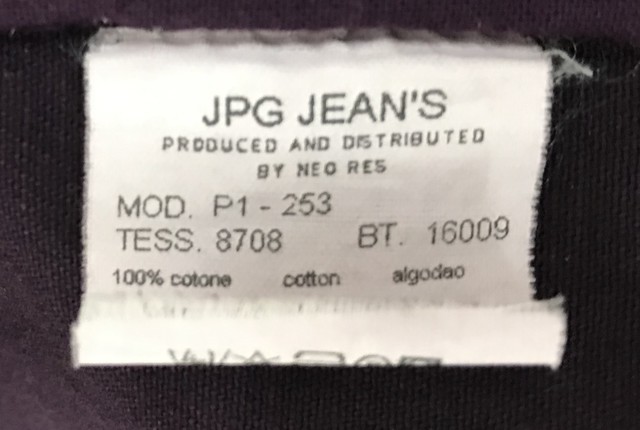 JPG JEAN'S
PRODUCED AND DISTRIBUTED
BY NEO RES
MOD. P1 - 253
TESS. 8708 BT. 16009
100% cotone cotton algodao